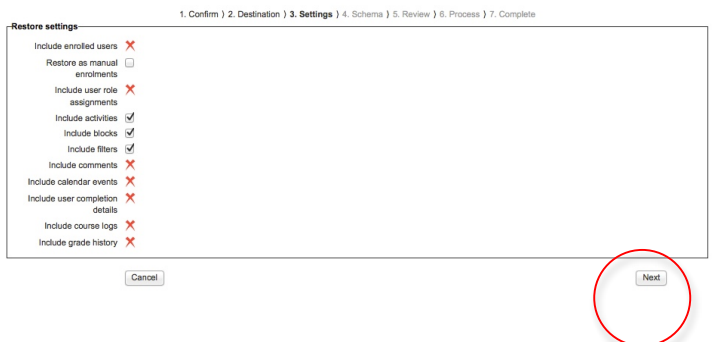 1. Confirm ⟩ 2. Destination ⟩ 3. Settings ⟩ 4. Schema ⟩ 5. Review ⟩ 6. Process ⟩ 7. Complete
Restore settings
Include enrolled users
Restore as manual
enrolments
Include user role
assignments
Include activities
Include blocks
Include filters
Include comments
Include calendar events
Include user completion
details
Include course logs
Include grade history
Cancel Next